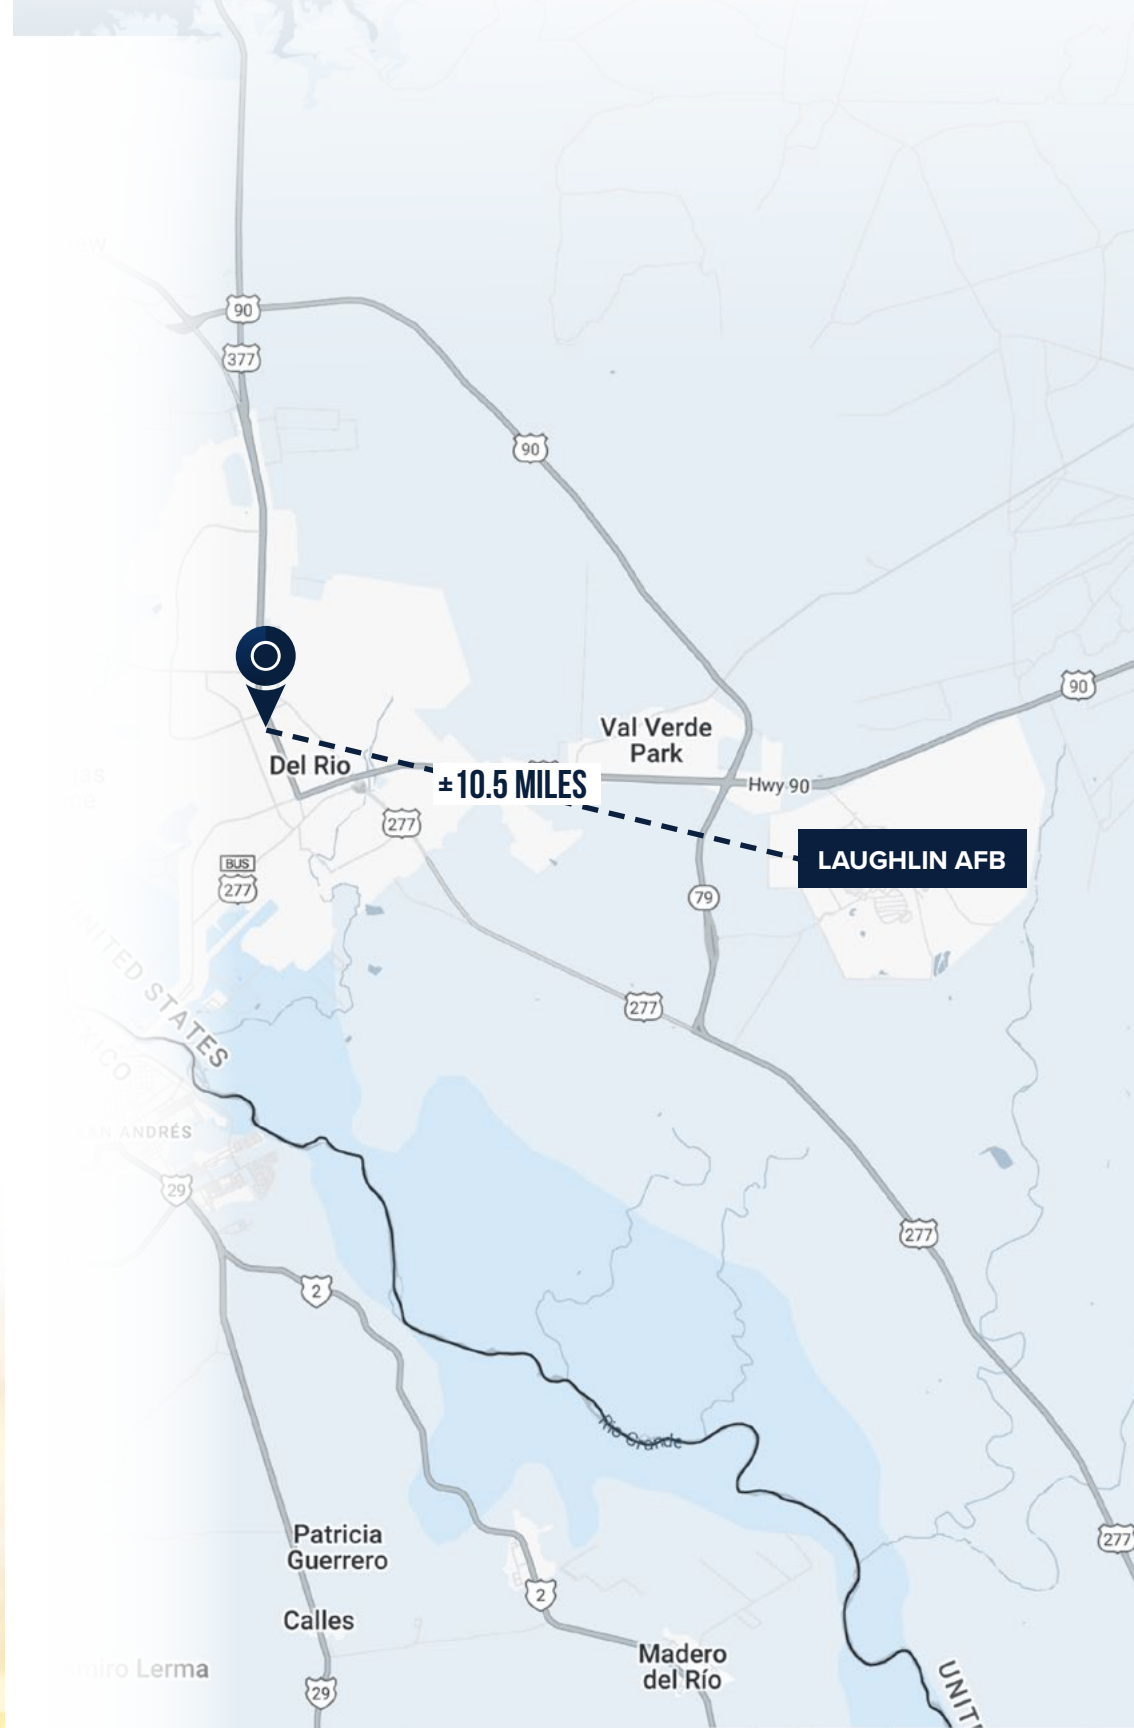 90
377
90
90
Val Verde
Park
Del Rio
±10.5 MILES
Hwy 90
277
LAUGHLIN AFB
BUS
277
79
UNITED STATES
277
29
277
2
Rio Grande
277
Patricia
Guerrero
2
Calles
Madero
del Río
Lerma
29